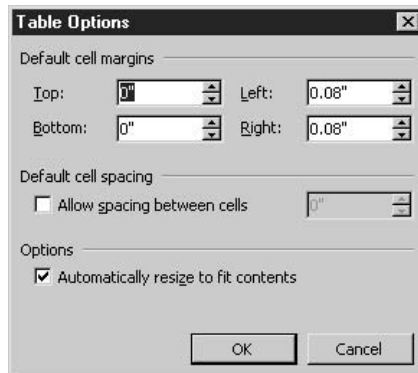 Table Options
Default cell margins
Top: 0" Left: 0.08"
Bottom: 0" Right: 0.08"
Default cell spacing
Allow spacing between cells 0"
Options
Automatically resize to fit contents
OK Cancel